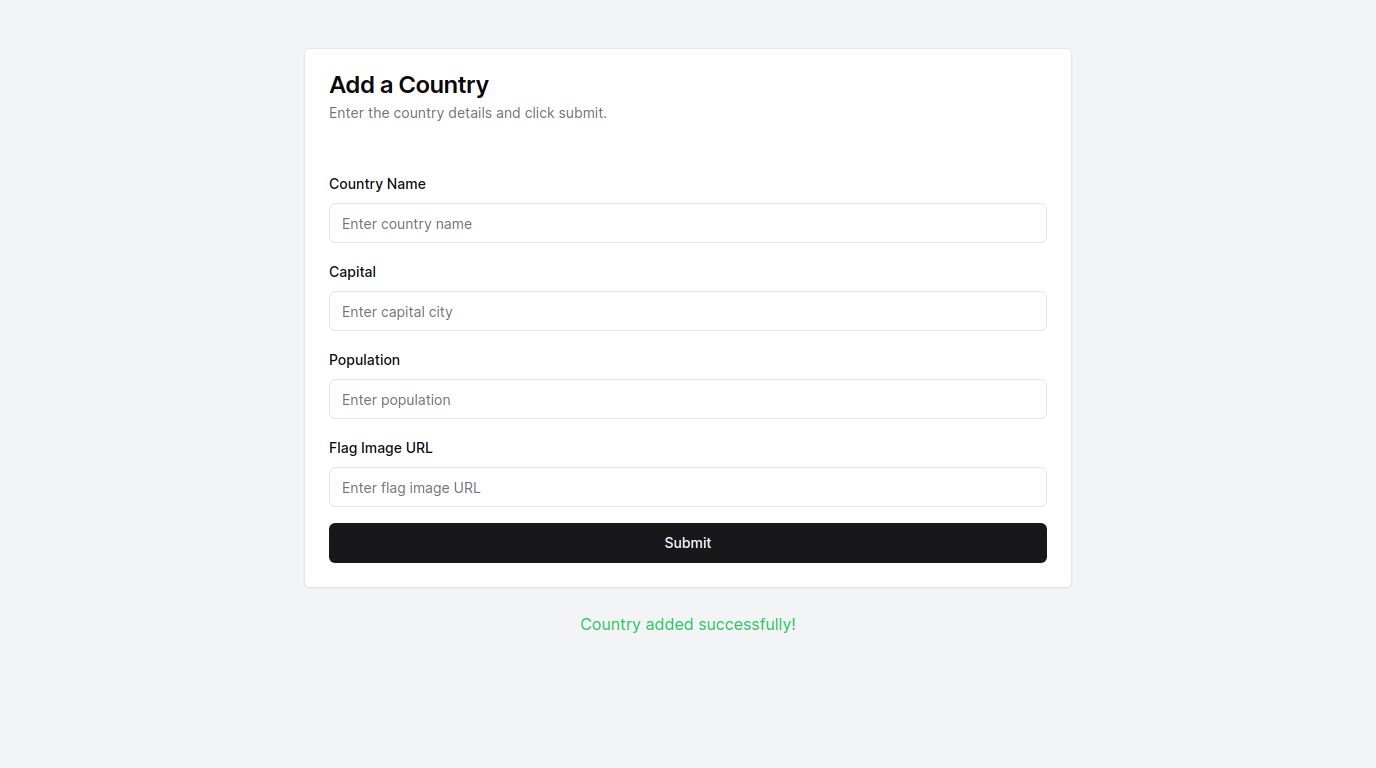 Add a Country
Enter the country details and click submit.
Country Name
Enter country name
Capital
Enter capital city
Population
Enter population
Flag Image URL
Enter flag image URL
Submit
Country added successfully!